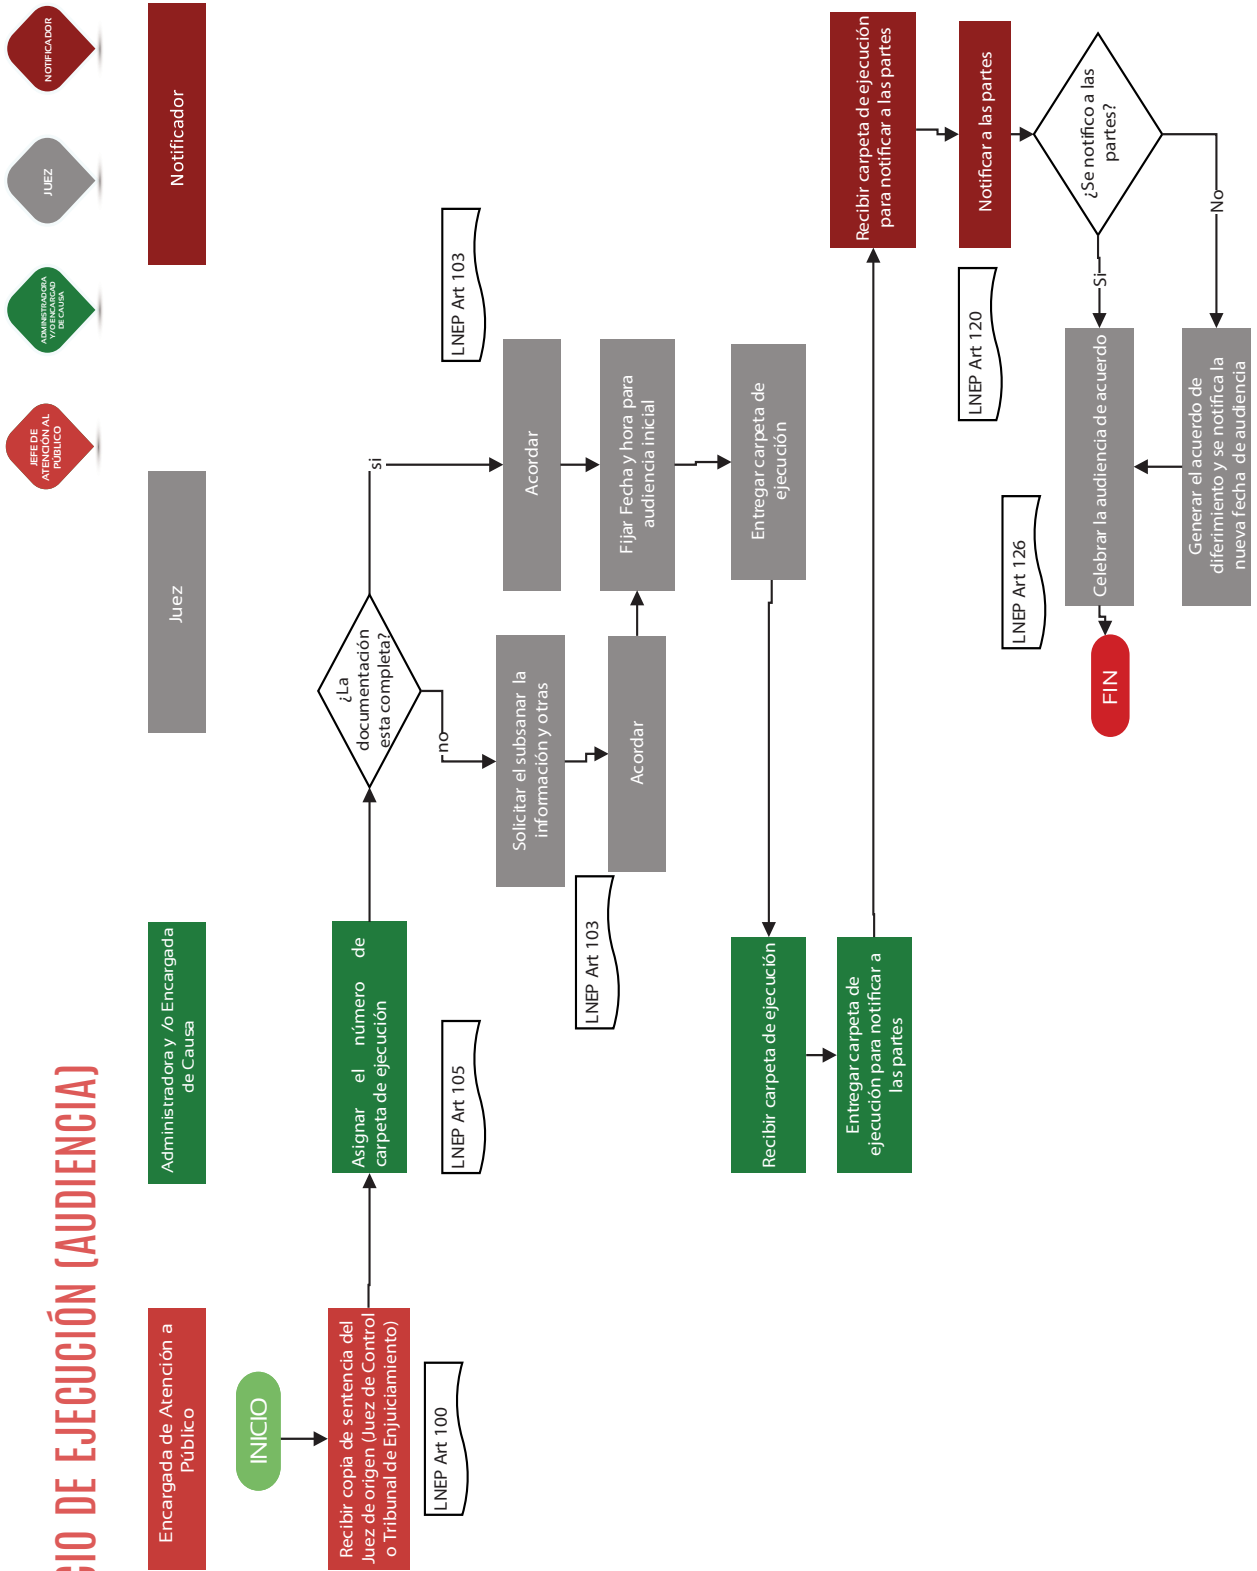 CIO DE EJECUCIÓN (AUDIENCIA)
JEFE DE
ATENCIÓN AL
PÚBLICO
ADMINISTRADORA
Y/O ENCARGAD
DE CAUSA
JUEZ
NOTIFICADOR
Encargada de Atención a
Público
Administradora y /o Encargada
de Causa
Juez
Notificador
INICIO
Recibir copia de sentencia del
Juez de origen (Juez de Control
o Tribunal de Enjuiciamiento)
LNEP Art 100
Asignar el número de
carpeta de ejecución
LNEP Art 105
¿La
documentación
esta completa?
si
no
Acordar
LNEP Art 103
Solicitar el subsanar la
información y otras
LNEP Art 103
Acordar
Fijar Fecha y hora para
audiencia inicial
Entregar carpeta de
ejecución
Recibir carpeta de ejecución
Entregar carpeta de
ejecución para notificar a
las partes
Recibir carpeta de ejecución
para notificar a las partes
Notificar a las partes
LNEP Art 120
¿Se notifico a las
partes?
Si
No
Celebrar la audiencia de acuerdo
LNEP Art 126
Generar el acuerdo de
diferimiento y se notifica la
nueva fecha de audiencia
FIN